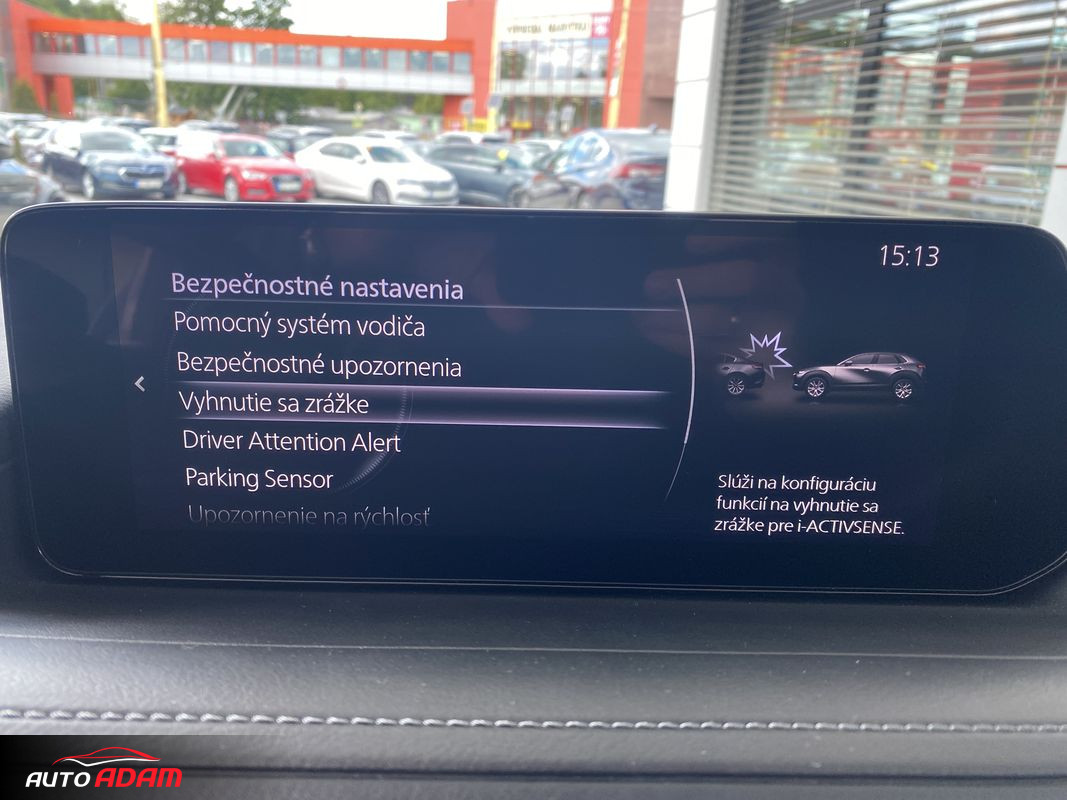 15:13
Bezpečnostné nastavenia
Pomocný systém vodiča
Bezpečnostné upozornenia
Vyhnutie sa zrážke
Driver Attention Alert
Parking Sensor
Upozornenie na rýchlosť
Slúži na konfiguráciu
funkcií na vyhnutie sa
zrážke pre i-ACTIVSENSE.
AUTO ADAM